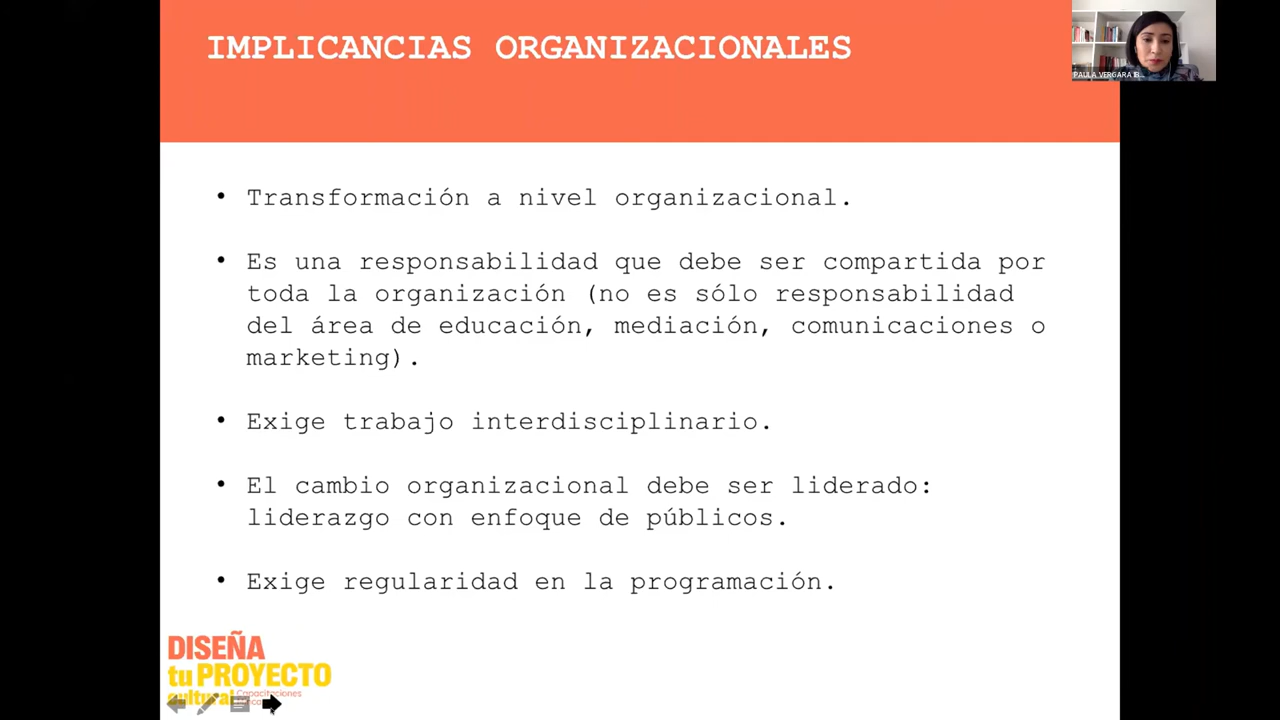 IMPLICANCIAS ORGANIZACIONALES
PAULA VERGARA
• Transformación a nivel organizacional.
• Es una responsabilidad que debe ser compartida por
toda la organización (no es sólo responsabilidad
del área de educación, mediación, comunicaciones o
marketing).
• Exige trabajo interdisciplinario.
• El cambio organizacional debe ser liderado:
liderazgo con enfoque de públicos.
• Exige regularidad en la programación.
DISEÑA
tu PROYECTO
cultural Capacitaciones